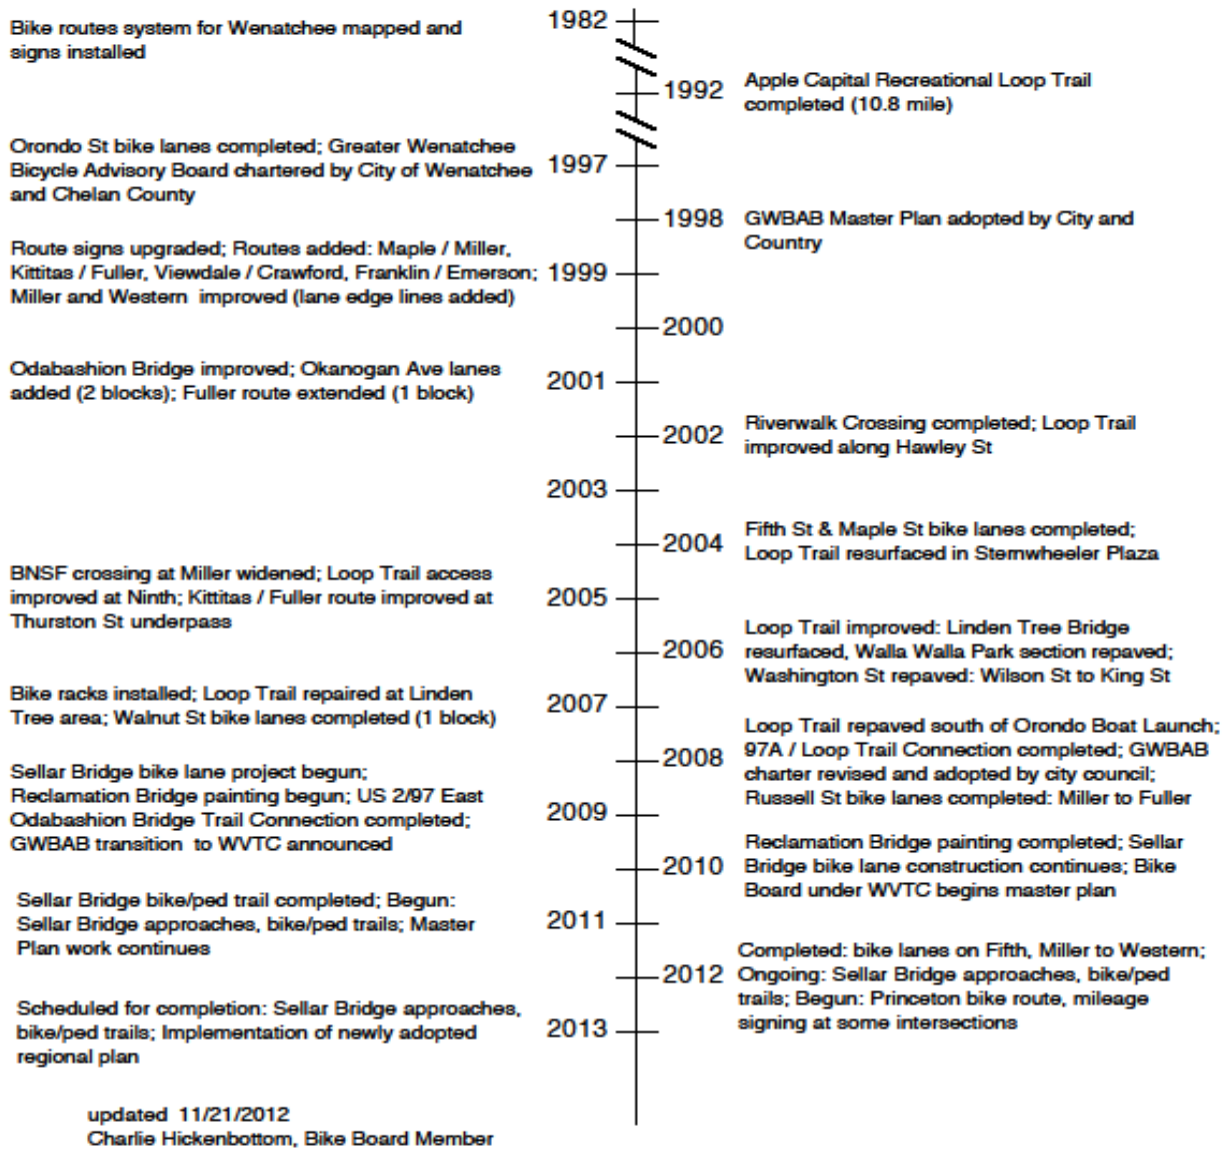 Bike routes system for Wenatchee mapped and
signs installed
1982
1992
Apple Capital Recreational Loop Trail
completed (10.8 mile)
Orondo St bike lanes completed; Greater Wenatchee
Bicycle Advisory Board chartered by City of Wenatchee
and Chelan County
1997
1998
GWBAB Master Plan adopted by City and
Country
Route signs upgraded; Routes added: Maple / Miller,
Kittitas / Fuller, Viewdale / Crawford, Franklin / Emerson;
Miller and Western improved (lane edge lines added)
1999
2000
Odabashion Bridge improved; Okanogan Ave lanes
added (2 blocks); Fuller route extended (1 block)
2001
2002
Riverwalk Crossing completed; Loop Trail
improved along Hawley St
2003
2004
Fifth St & Maple St bike lanes completed;
Loop Trail resurfaced in Sternwheeler Plaza
BNSF crossing at Miller widened; Loop Trail access
improved at Ninth; Kittitas / Fuller route improved at
Thurston St underpass
2005
2006
Loop Trail improved: Linden Tree Bridge
resurfaced, Walla Walla Park section repaved;
Washington St repaved: Wilson St to King St
Bike racks installed; Loop Trail repaired at Linden
Tree area; Walnut St bike lanes completed (1 block)
2007
2008
Loop Trail repaved south of Orondo Boat Launch;
97A / Loop Trail Connection completed; GWBAB
charter revised and adopted by city council;
Russell St bike lanes completed: Miller to Fuller
Sellar Bridge bike lane project begun;
Reclamation Bridge painting begun; US 2/97 East
Odabashion Bridge Trail Connection completed;
GWBAB transition to WVTC announced
2009
2010
Reclamation Bridge painting completed; Sellar
Bridge bike lane construction continues; Bike
Board under WVTC begins master plan
Sellar Bridge bike/ped trail completed; Begun:
Sellar Bridge approaches, bike/ped trails; Master
Plan work continues
2011
2012
Completed: bike lanes on Fifth, Miller to Western;
Ongoing: Sellar Bridge approaches, bike/ped
trails; Begun: Princeton bike route, mileage
signing at some intersections
Scheduled for completion: Sellar Bridge approaches,
bike/ped trails; Implementation of newly adopted
regional plan
2013
updated 11/21/2012
Charlie Hickenbottom, Bike Board Member